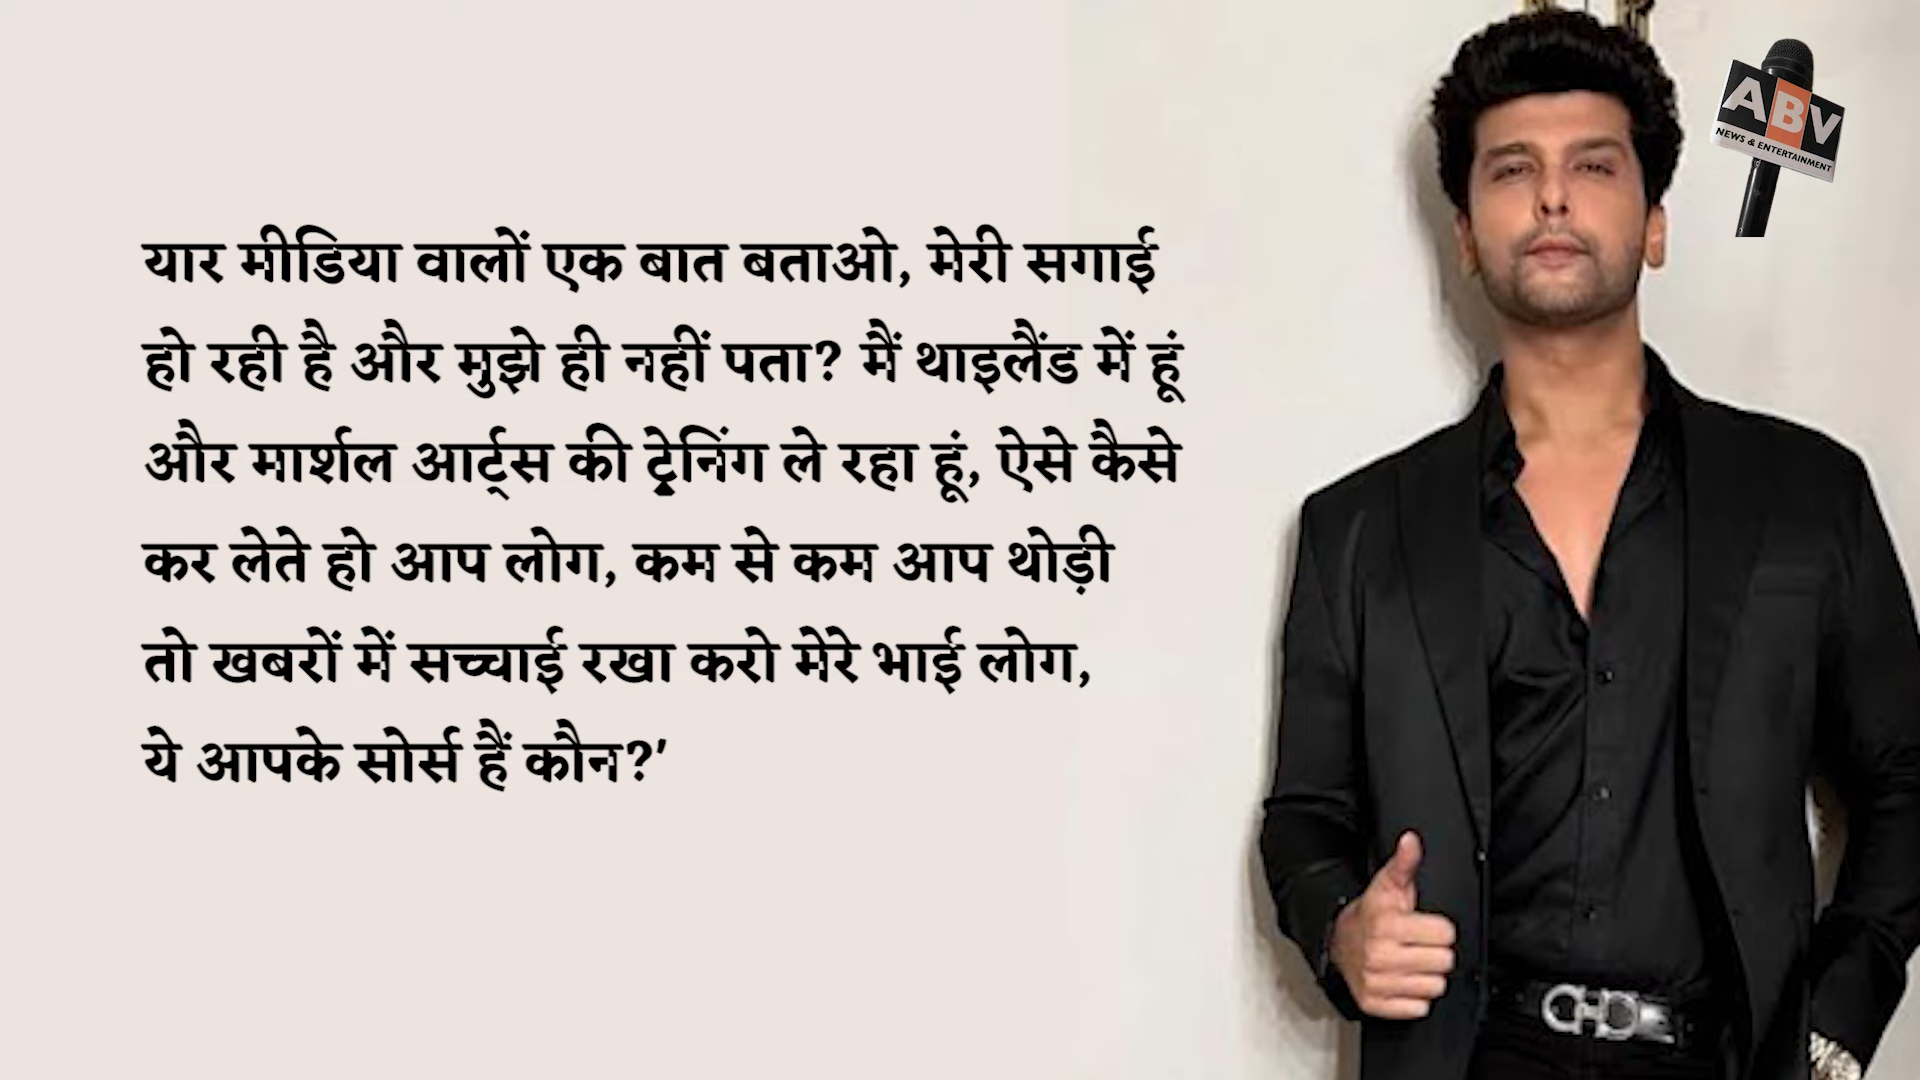 यार मीडिया वालों एक बात बताओ, मेरी सगाई
हो रही है और मुझे ही नहीं पता? मैं थाइलैंड में हूं
और मार्शल आर्ट्स की ट्रेनिंग ले रहा हूं, ऐसे कैसे
कर लेते हो आप लोग, कम से कम आप थोड़ी
तो खबरों में सच्चाई रखा करो मेरे भाई लोग,
ये आपके सोर्स हैं कौन?'
ABV
NEWS & ENTERTAINMENT